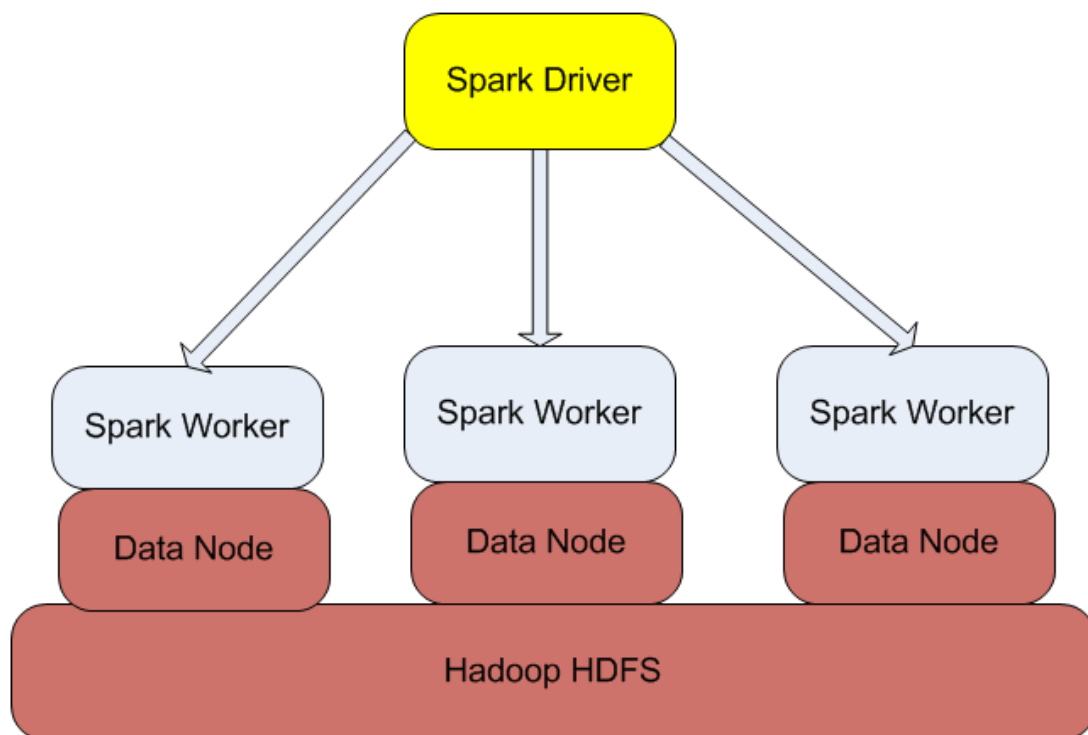 Spark Driver
Spark Worker
Spark Worker
Spark Worker
Data Node
Data Node
Data Node
Hadoop HDFS